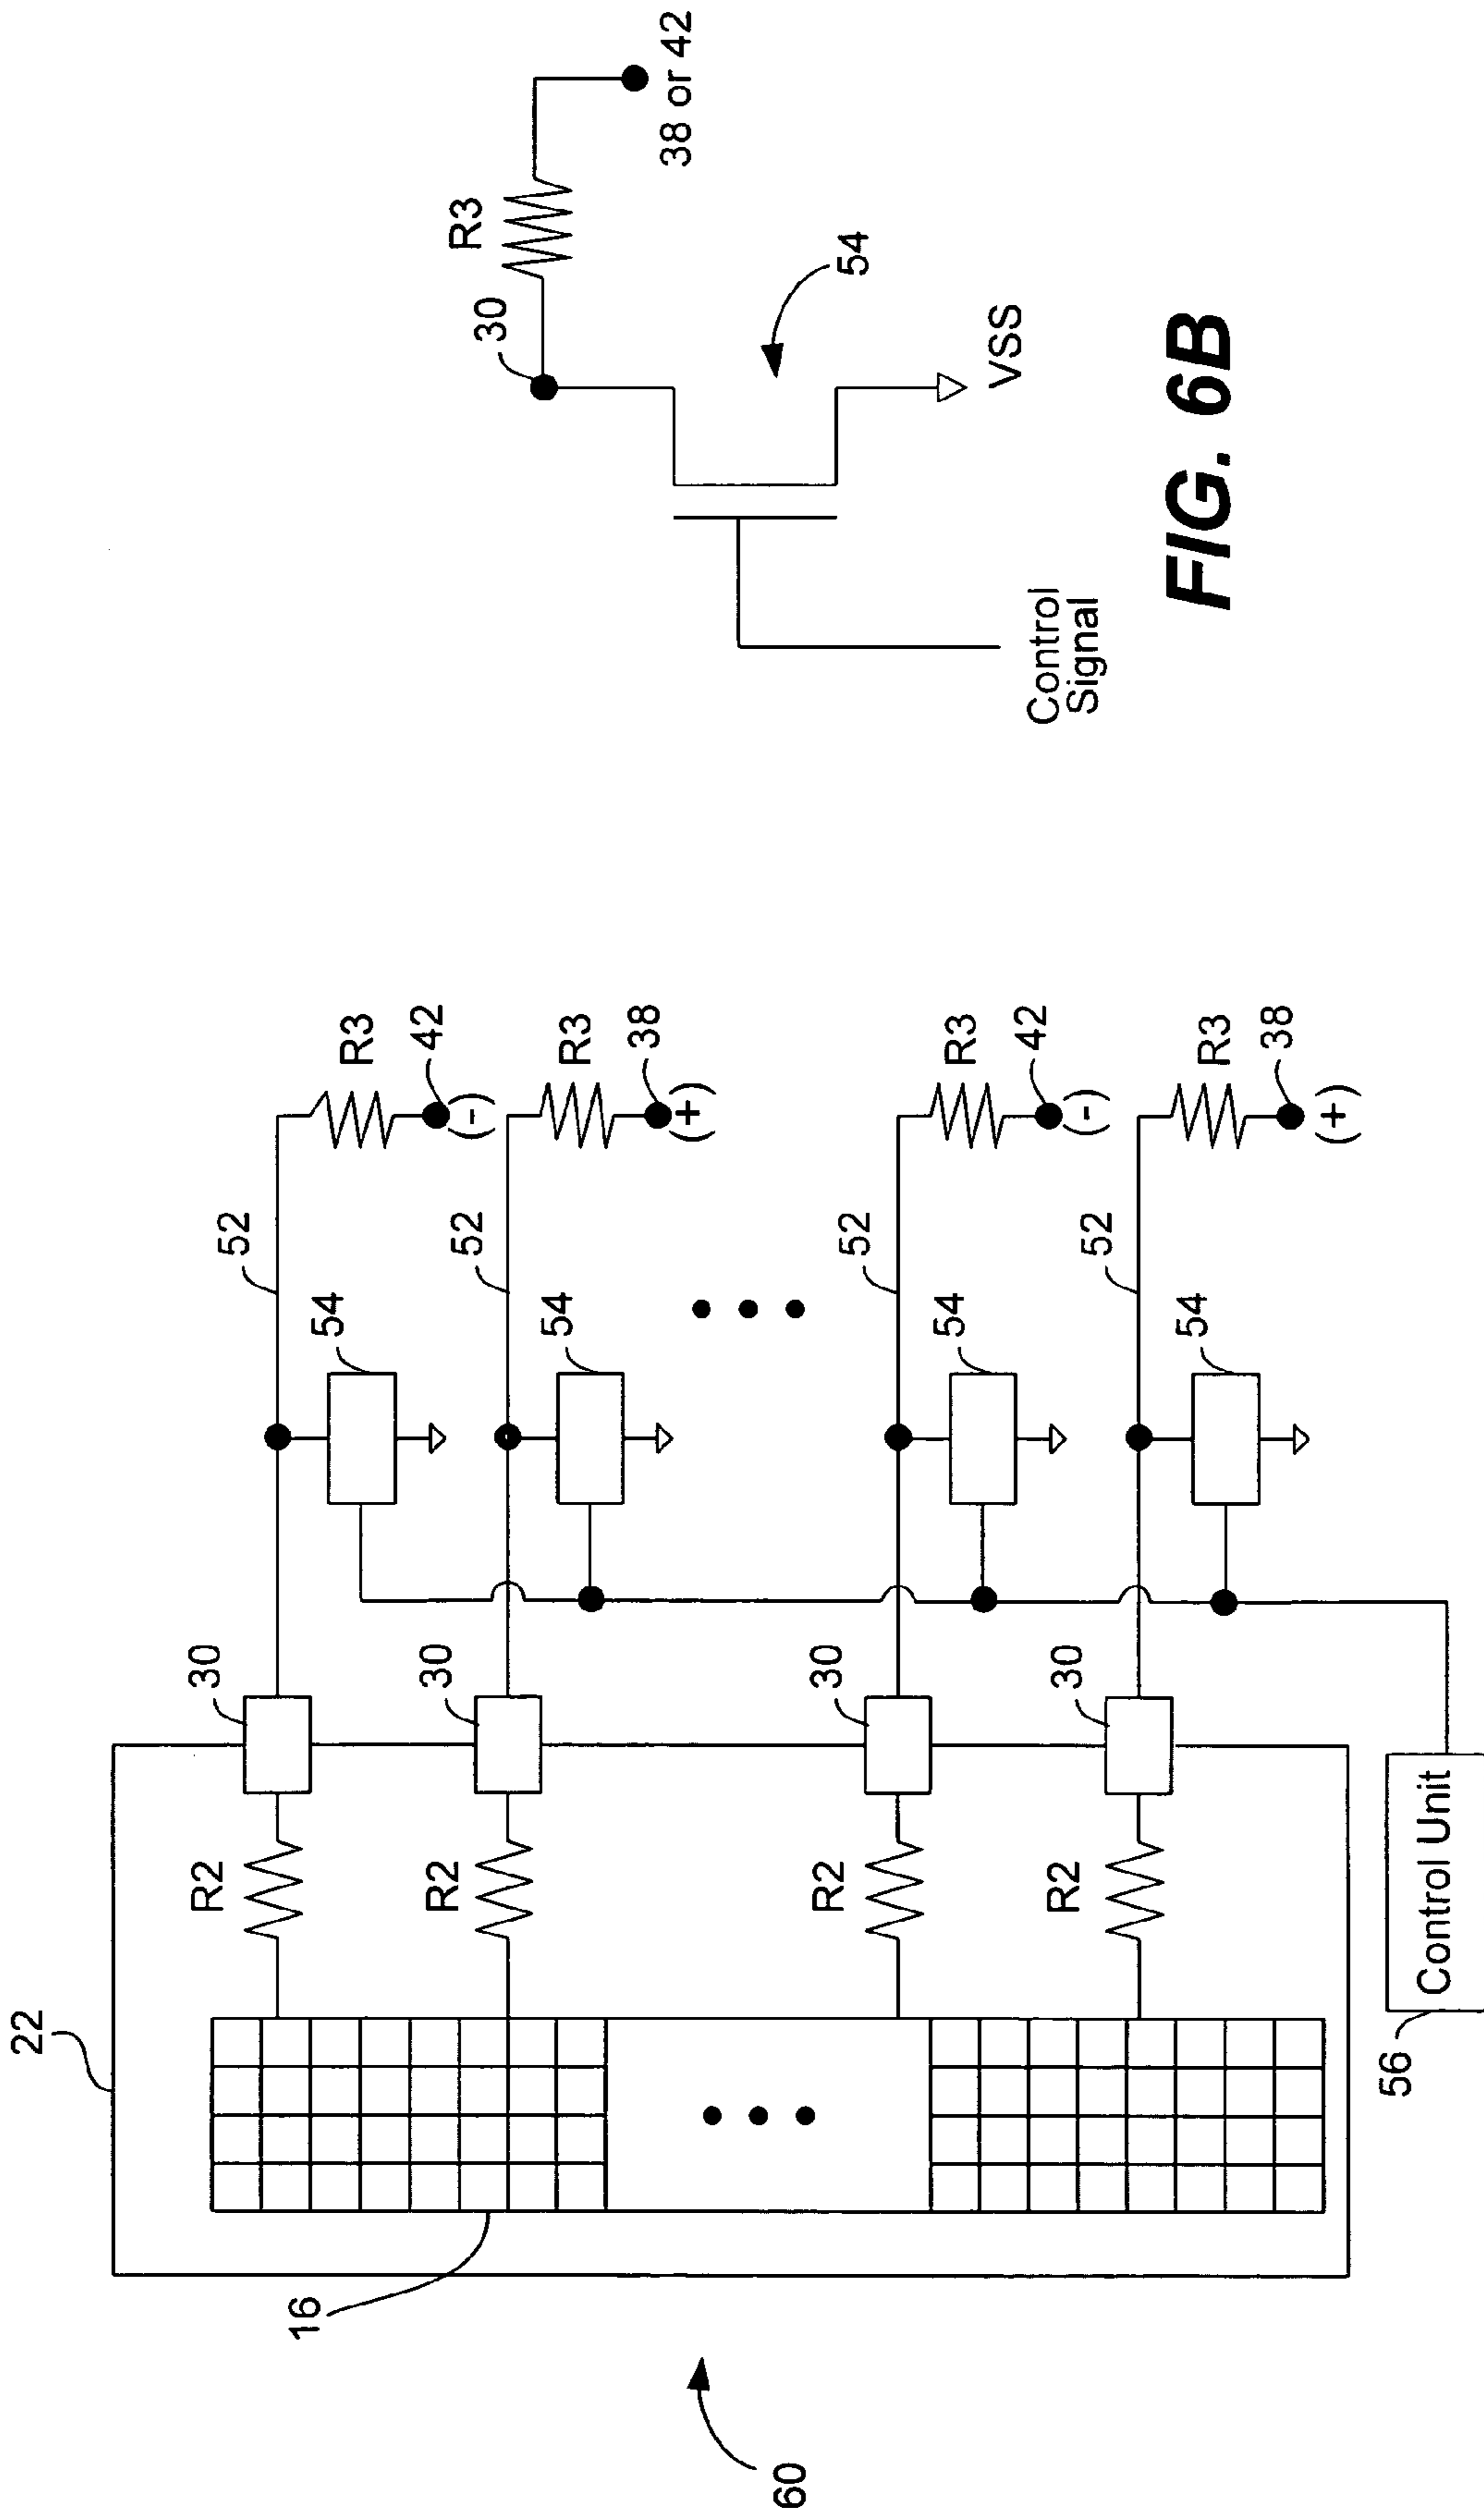 22
16
60
R2
R2
R2
R2
30
30
30
30
52
52
52
52
54
54
54
54
R3
R3
R3
R3
42
(-)
38
(+)
42
(-)
38
(+)
56
Control Unit
30
R3
38 or 42
54
VSS
Control
Signal
FIG. 6B